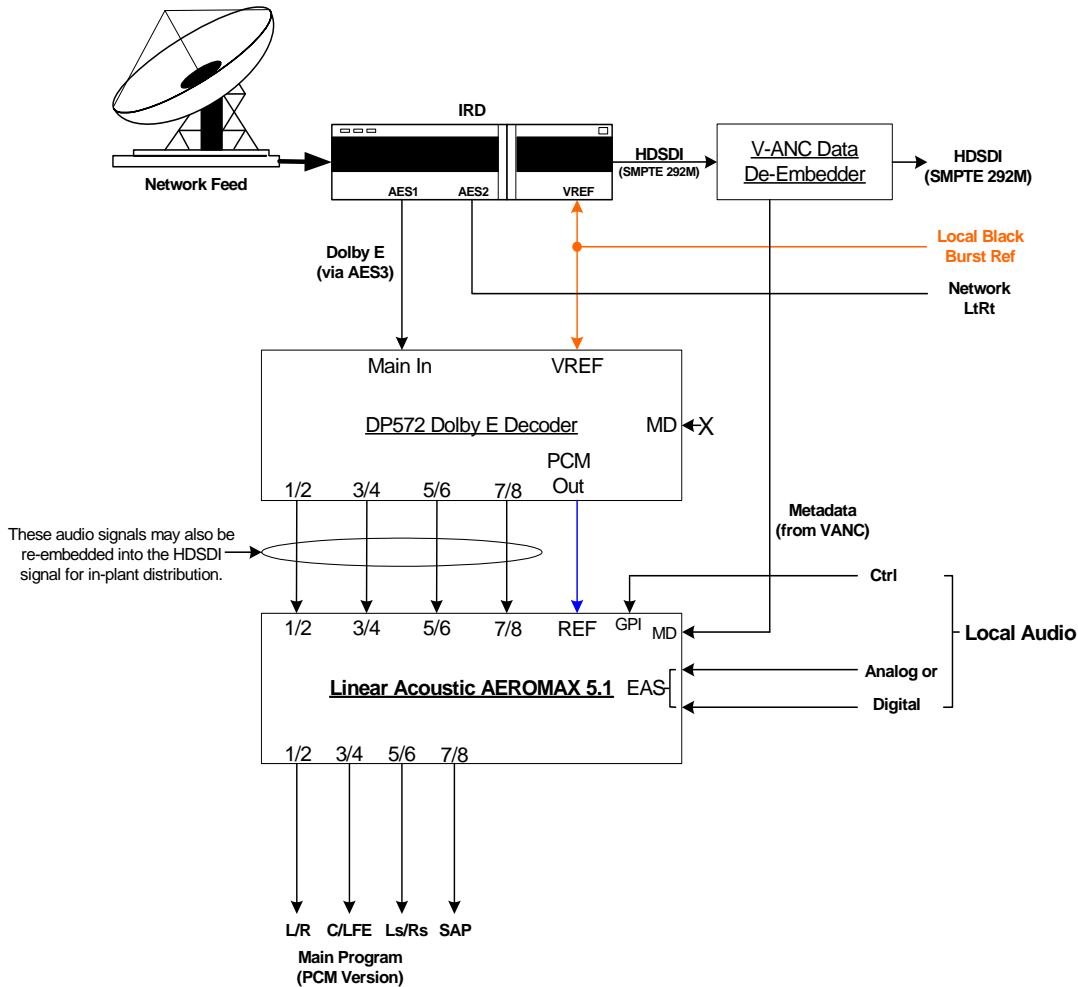 IRD
Network Feed
AES1
AES2
VREF
HDSDI
(SMPTE 292M)
V-ANC Data
De-Embedder
HDSDI
(SMPTE 292M)
Dolby E
(via AES3)
Local Black
Burst Ref
Network
LtRt
Main In
VREF
DP572 Dolby E Decoder
MD
X
PCM
Out
1/2
3/4
5/6
7/8
These audio signals may also be
re-embedded into the HDSDI
signal for in-plant distribution.
Metadata
(from VANC)
Ctrl
1/2
3/4
5/6
7/8
REF
GPI
MD
Local Audio
Linear Acoustic AEROMAX 5.1
EAS
Analog or
Digital
1/2
3/4
5/6
7/8
L/R
C/LFE
Ls/Rs
SAP
Main Program
(PCM Version)